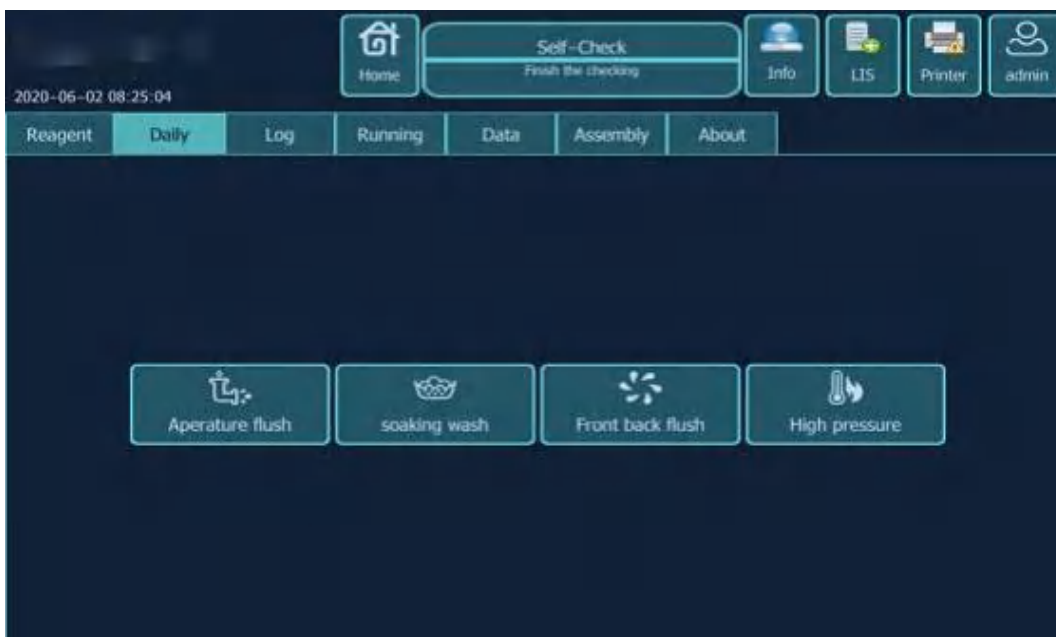 Home
Self-Check
Finish the checking
Info
LIS
Printer
admin
2020-06-02 08:25:04
Reagent
Daily
Log
Running
Data
Assembly
About
Aperature flush
soaking wash
Front back flush
High pressure